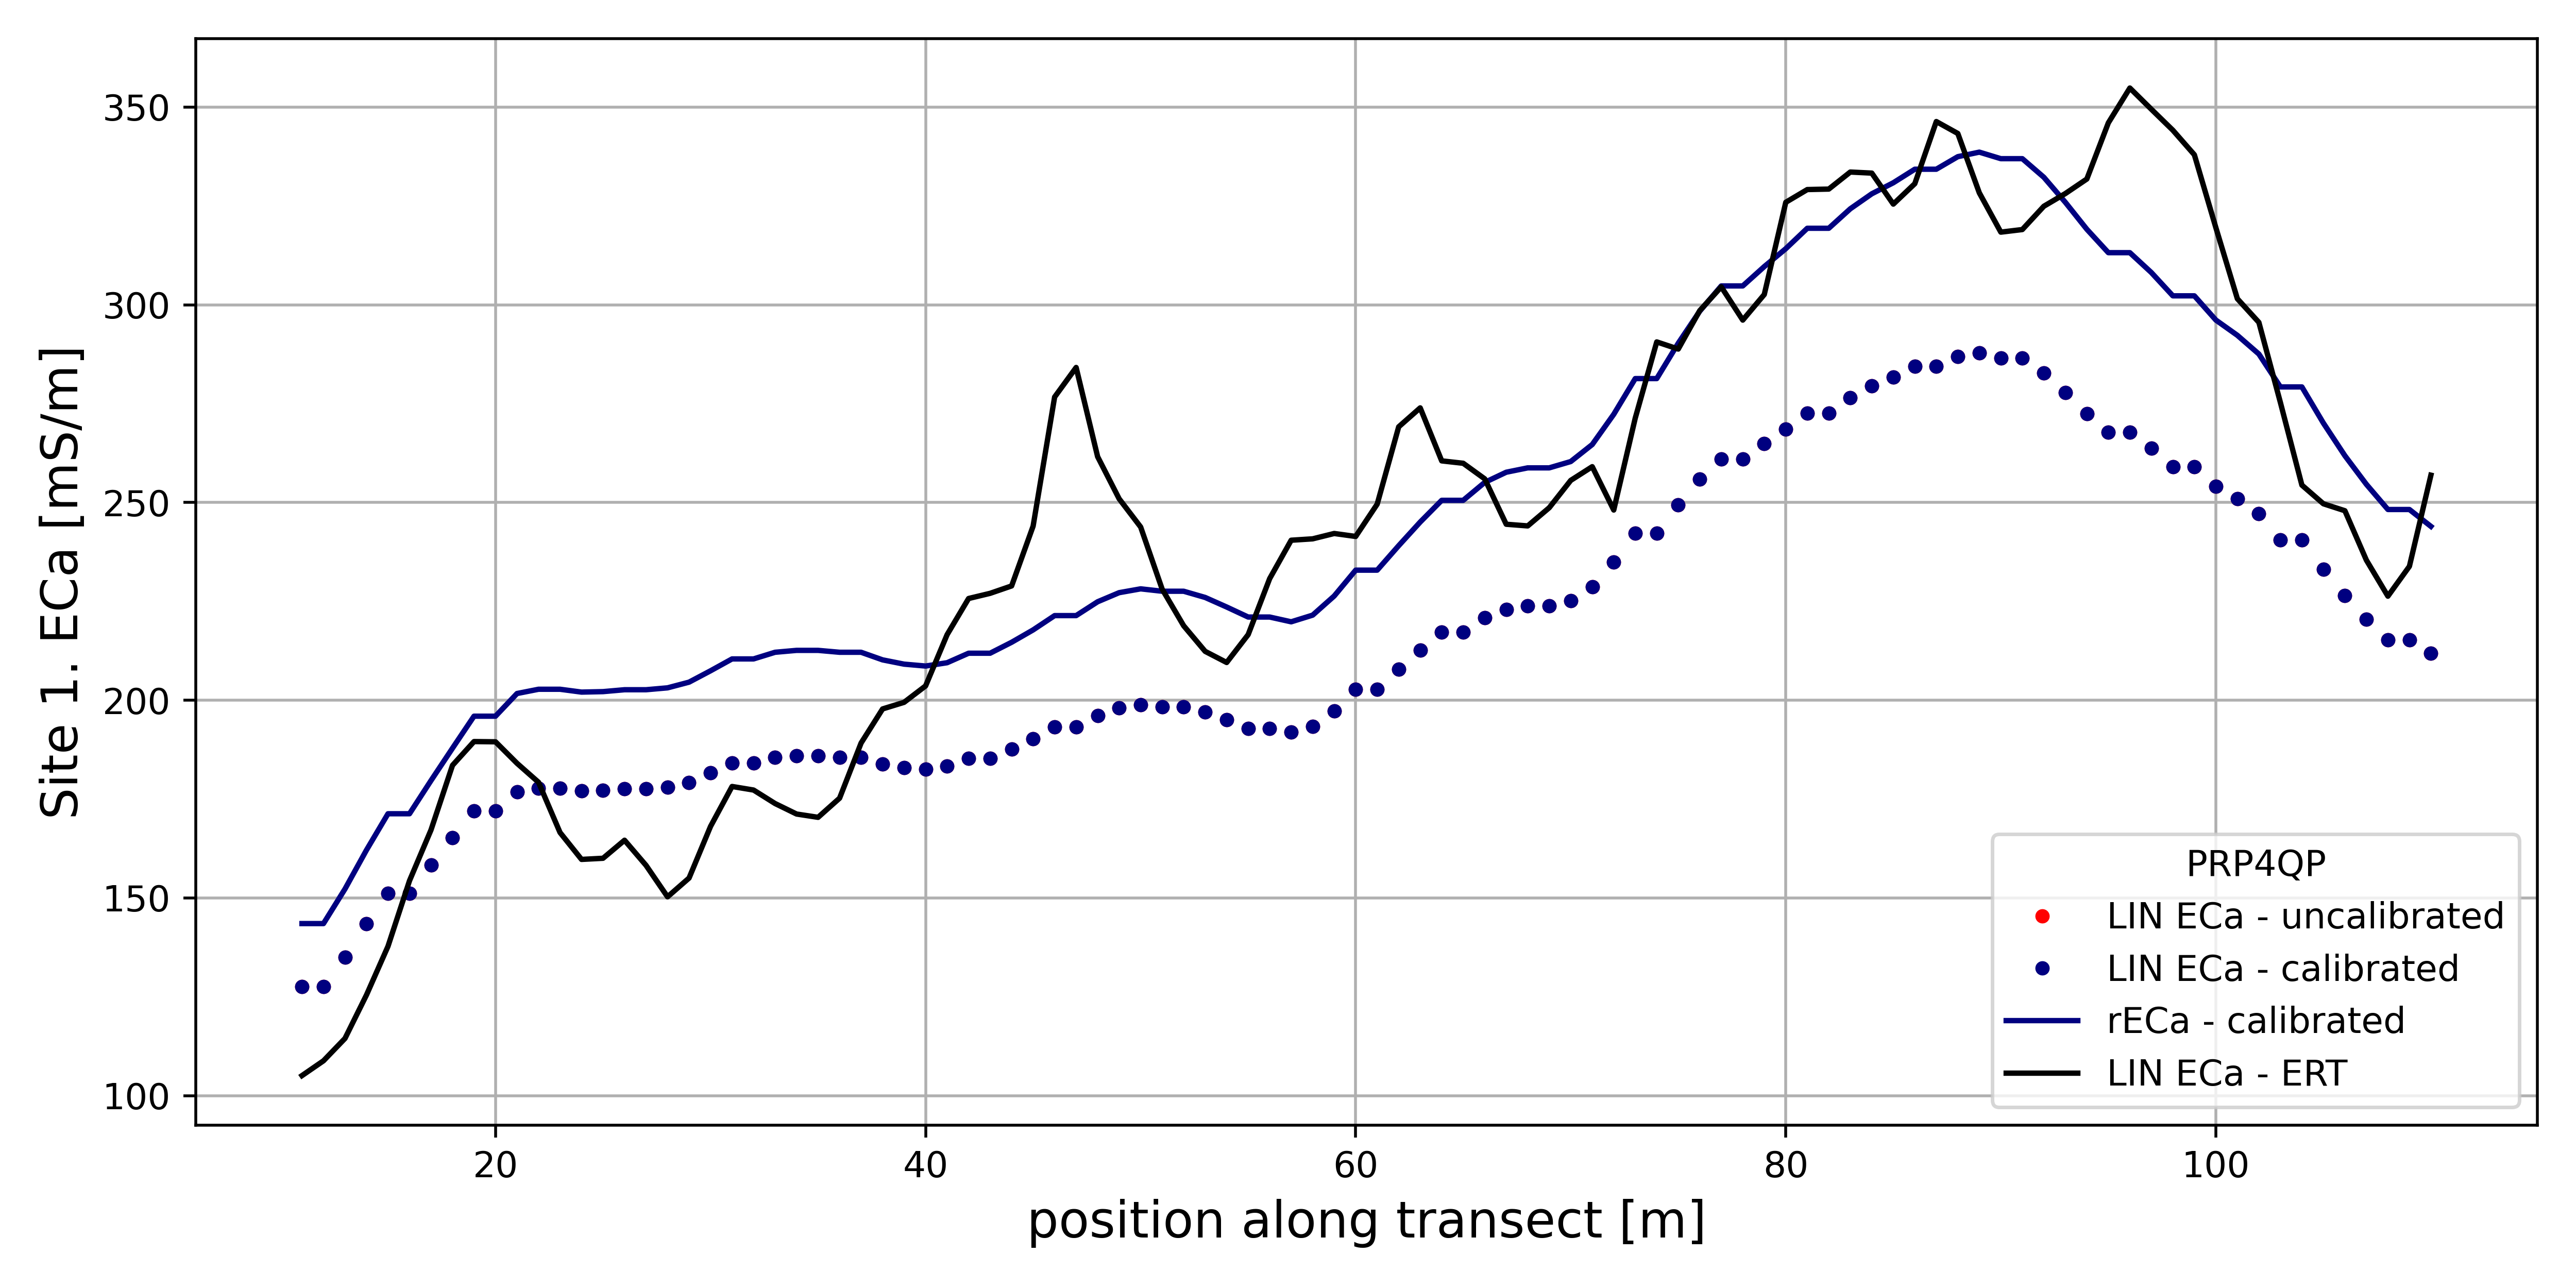 350
300
250
200
150
100
Site 1. ECa [mS/m]
PRP4QP
LIN ECa - uncalibrated
LIN ECa - calibrated
rECa - calibrated
LIN ECa - ERT
20 40 60 80 100
position along transect [m]